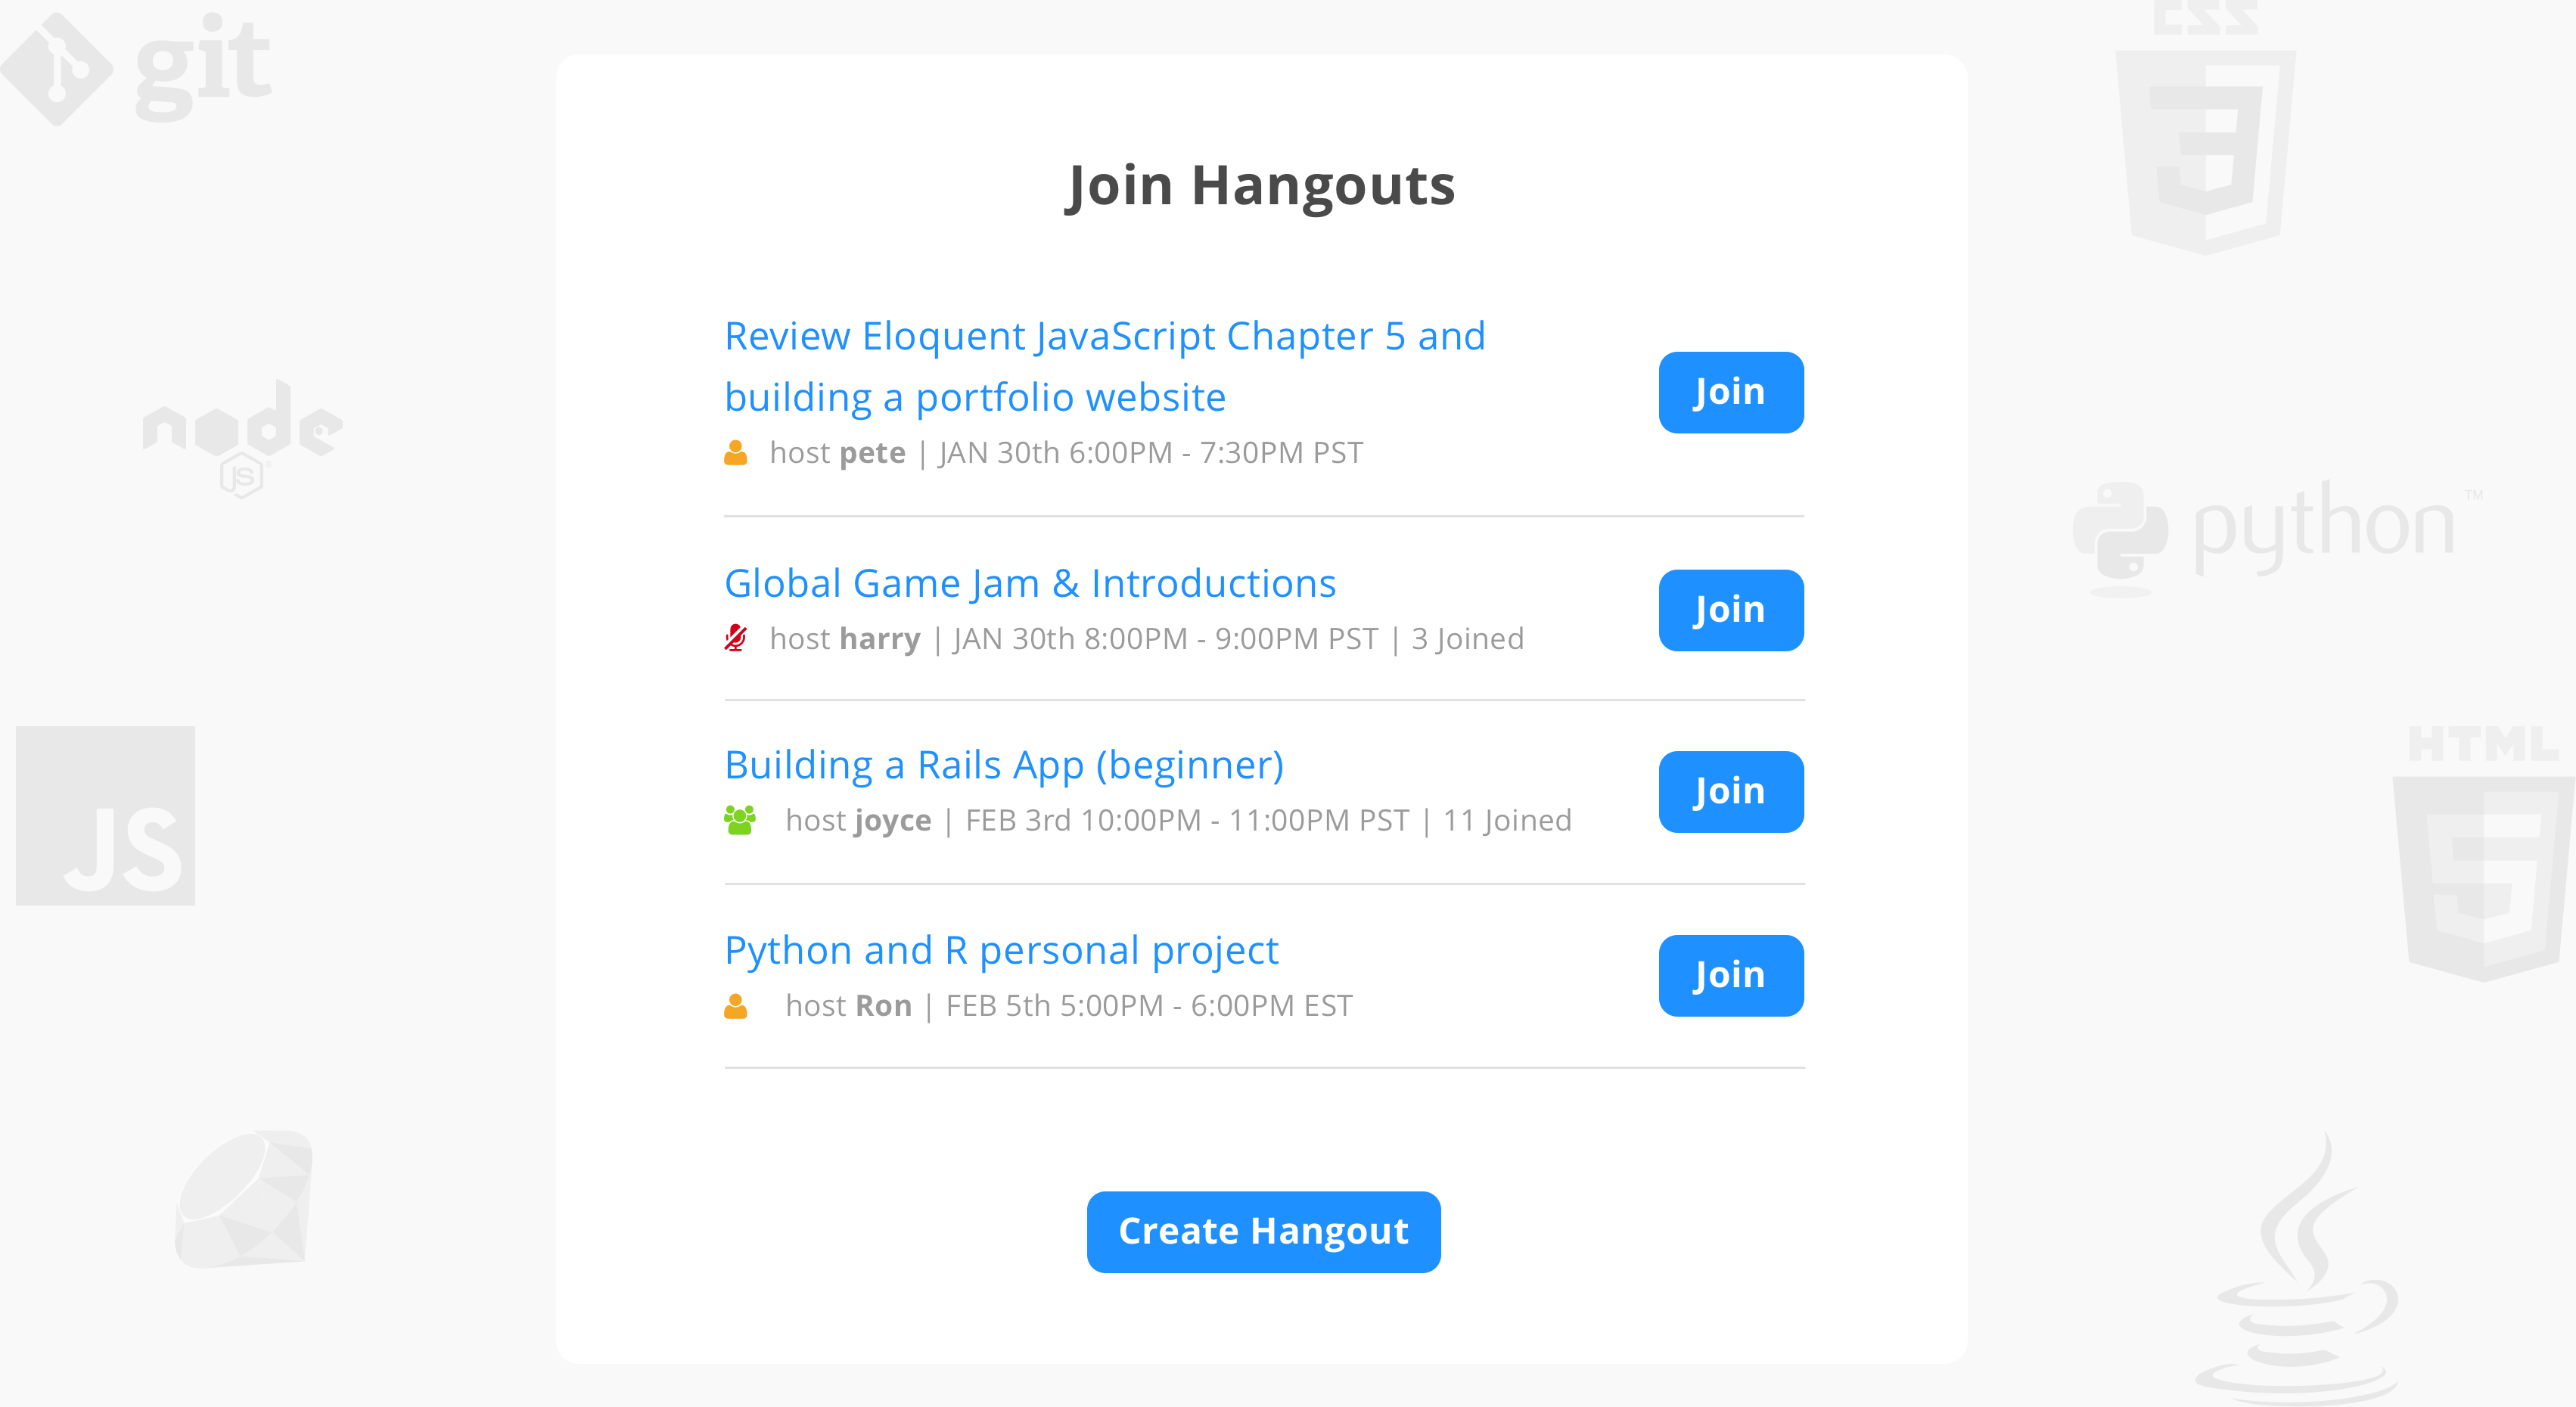 git
CSS
Join Hangouts
Review Eloquent JavaScript Chapter 5 and
building a portfolio website
Join
host pete | JAN 30th 6:00PM - 7:30PM PST
node
JS
python
TM
Global Game Jam & Introductions
Join
host harry | JAN 30th 8:00PM - 9:00PM PST | 3 Joined
HTML
JS
Building a Rails App (beginner)
Join
host joyce | FEB 3rd 10:00PM - 11:00PM PST | 11 Joined
Python and R personal project
Join
host Ron | FEB 5th 5:00PM - 6:00PM EST
Create Hangout